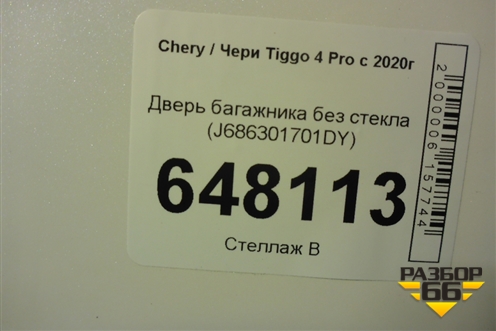 Chery / Чери Tiggo 4 Pro с 2020г
Дверь багажника без стекла
(J686301701DY)
648113
Стеллаж В
2000006157744
РАЗБОР
66